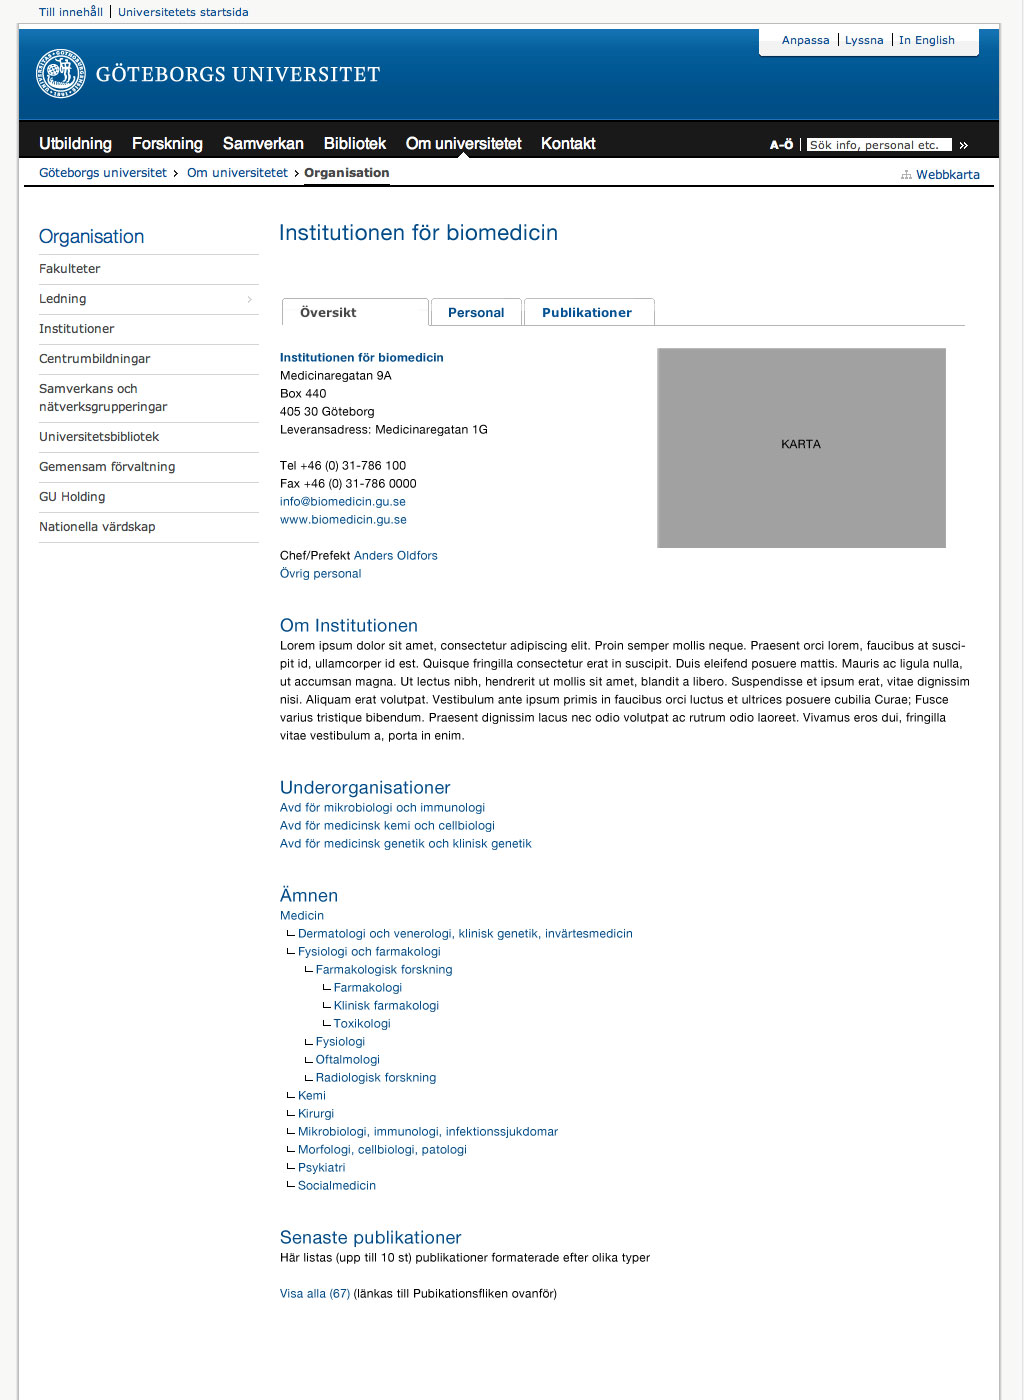 Till innehåll
Universitetets startsida
Anpassa
Lyssna
In English
GÖTEBORGS UNIVERSITET
Utbildning
Forskning
Samverkan
Bibliotek
Om universitetet
Kontakt
A-Ö
Sök info, personal etc.
»
Göteborgs universitet
Om universitetet
Organisation
Webbkarta
Organisation
Fakulteter
Ledning
Institutioner
Centrumbildningar
Samverkans och
nätverksgrupperingar
Universitetsbibliotek
Gemensam förvaltning
GU Holding
Nationella värdskap
Institutionen för biomedicin
Översikt
Personal
Publikationer
Institutionen för biomedicin
Medicinaregatan 9A
Box 440
405 30 Göteborg
Leveransadress: Medicinaregatan 1G
Tel +46 (0) 31-786 100
Fax +46 (0) 31-786 0000
info@biomedicin.gu.se
www.biomedicin.gu.se
Chef/Prefekt Anders Oldfors
Övrig personal
KARTA
Om Institutionen
Lorem ipsum dolor sit amet, consectetur adipiscing elit. Proin semper mollis neque. Praesent orci lorem, faucibus at susci-
pit id, ullamcorper id est. Quisque fringilla consectetur erat in suscipit. Duis eleifend posuere mattis. Mauris ac ligula nulla,
ut accumsan magna. Ut lectus nibh, hendrerit ut mollis sit amet, blandit a libero. Suspendisse et ipsum erat, vitae dignissim
nisi. Aliquam erat volutpat. Vestibulum ante ipsum primis in faucibus orci luctus et ultrices posuere cubilia Curae; Fusce
varius tristique bibendum. Praesent dignissim lacus nec odio volutpat ac rutrum odio laoreet. Vivamus eros dui, fringilla
vitae vestibulum a, porta in enim.
Underorganisationer
Avd för mikrobiologi och immunologi
Avd för medicinsk kemi och cellbiologi
Avd för medicinsk genetik och klinisk genetik
Ämnen
Medicin
Dermatologi och venerologi, klinisk genetik, invärtesmedicin
Fysiologi och farmakologi
Farmakologisk forskning
Farmakologi
Klinisk farmakologi
Toxikologi
Fysiologi
Oftalmologi
Radiologisk forskning
Kemi
Kirurgi
Mikrobiologi, immunologi, infektionssjukdomar
Morfologi, cellbiologi, patologi
Psykiatri
Socialmedicin
Senaste publikationer
Här listas (upp till 10 st) publikationer formaterade efter olika typer
Visa alla (67) (länkas till Pubikationsfliken ovanför)